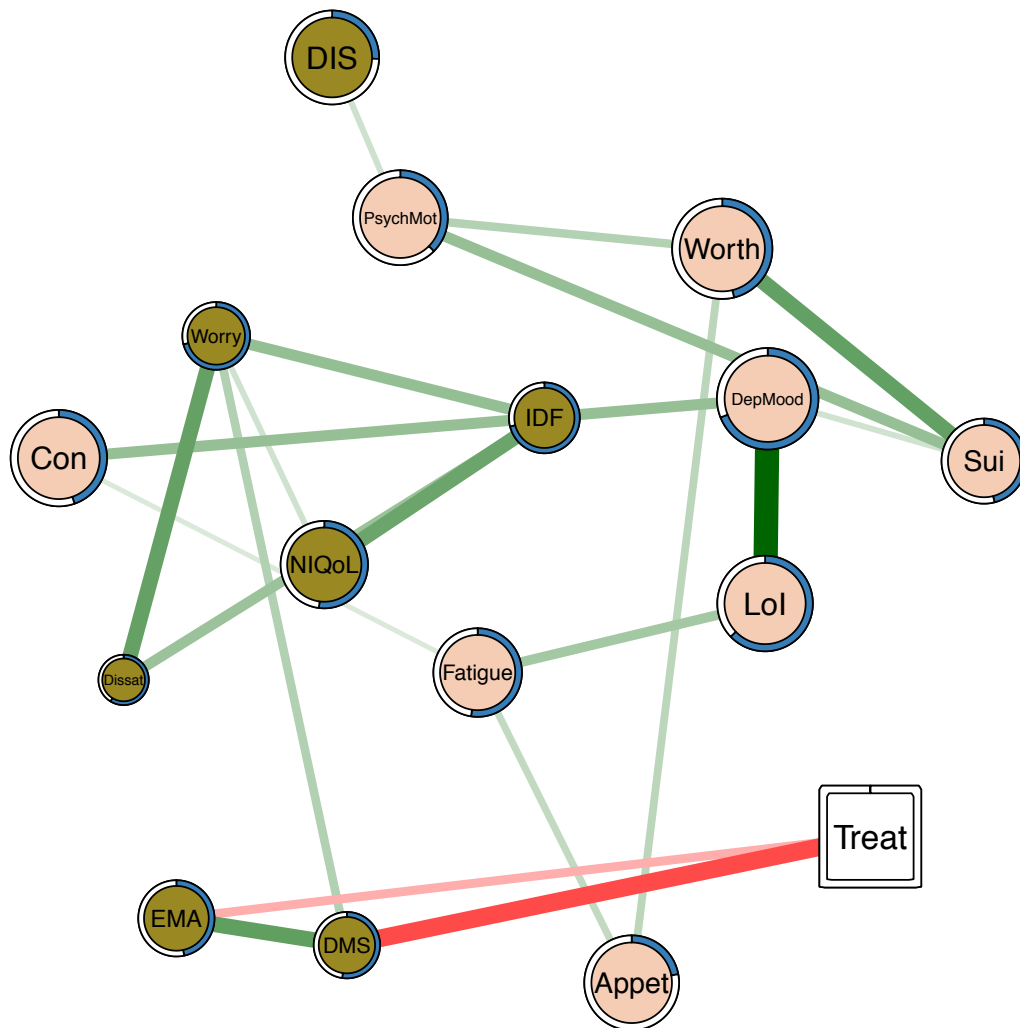 DIS
PsychMot
Worth
Worry
DepMood
IDF
Con
Sui
NIQoL
LoI
Fatigue
Dissat
Treat
EMA
DMS
Appet